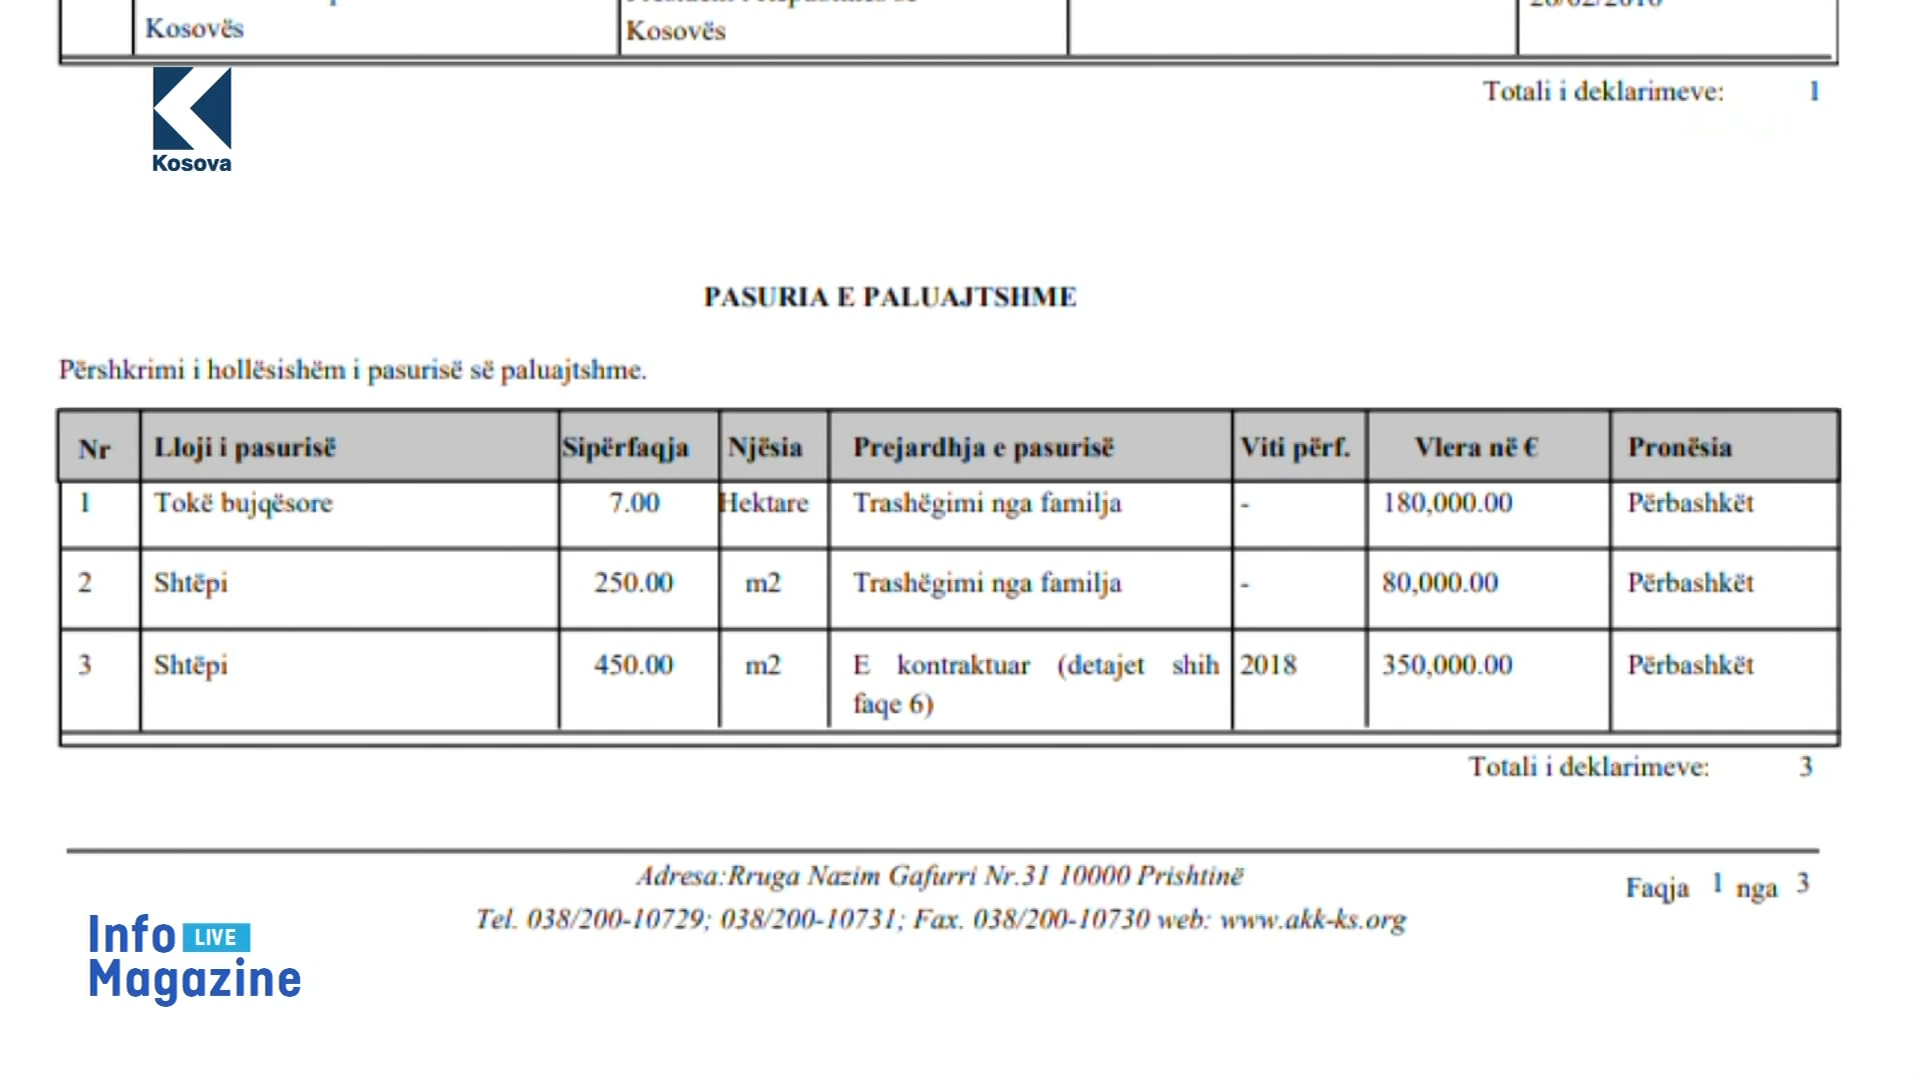 Kosovës
Kosovës
Totali i deklarimeve: 1
Kosova
PASURIA E PALUAJTSHME
Përshkrimi i hollësishëm i pasurisë së paluajtshme.
Nr Lloji i pasurisë Sipërfaqja Njësia Prejardhja e pasurisë Viti përf. Vlera në € Pronësia
1 Tokë bujqësore 7.00 Hektare Trashëgimi nga familja - 180,000.00 Përbashkët
2 Shtëpi 250.00 m2 Trashëgimi nga familja - 80,000.00 Përbashkët
3 Shtëpi 450.00 m2 E kontraktuar (detajet shih 2018 350,000.00 Përbashkët
faqe 6)
Totali i deklarimeve: 3
Adresa:Rruga Nazim Gafurri Nr.31 10000 Prishtinë
Faqja 1 nga 3
Tel. 038/200-10729; 038/200-10731; Fax. 038/200-10730 web: www.akk-ks.org
Info LIVE
Magazine